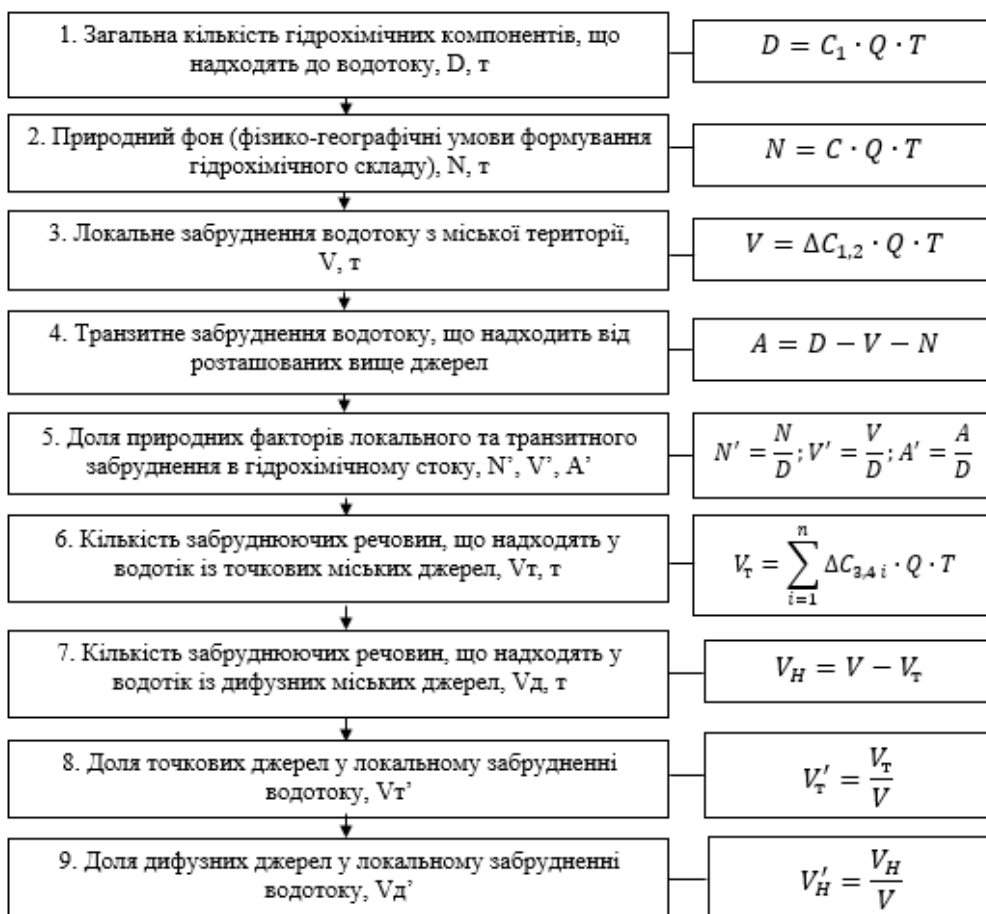 1. Загальна кількість гідрохімічних компонентів, що
надходять до водотоку, D, т
D = C₁ · Q · T
2. Природний фон (фізико-географічні умови формування
гідрохімічного складу), N, т
N = C · Q · T
3. Локальне забруднення водотоку з міської території,
V, т
V = ΔC₁,₂ · Q · T
4. Транзитне забруднення водотоку, що надходить від
розташованих вище джерел
A = D − V − N
5. Доля природних факторів локального та транзитного
забруднення в гідрохімічному стоку, N’, V’, A’
N′ = N/D; V′ = V/D; A′ = A/D
6. Кількість забруднюючих речовин, що надходять у
водотік із точкових міських джерел, Vт, т
Vт = ∑ᵢ₌₁ⁿ ΔC₃,₄ ᵢ · Q · T
7. Кількість забруднюючих речовин, що надходять у
водотік із дифузних міських джерел, Vд, т
V_H = V − Vт
8. Доля точкових джерел у локальному забрудненні
водотоку, Vт’
Vт′ = Vт/V
9. Доля дифузних джерел у локальному забрудненні
водотоку, Vд’
V_H′ = V_H/V